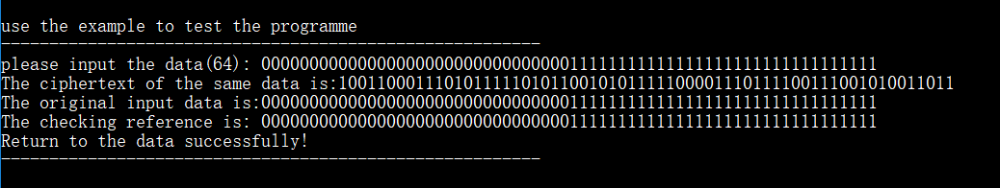 use the example to test the programme
--------------------------------------------------------
please input the data(64): 0000000000000000000000000000000011111111111111111111111111111111
The ciphertext of the same data is:1001100011101011111010110010101111100001110111100111001010011011
The original input data is:0000000000000000000000000000000011111111111111111111111111111111
The checking reference is: 0000000000000000000000000000000011111111111111111111111111111111
Return to the data successfully!
--------------------------------------------------------